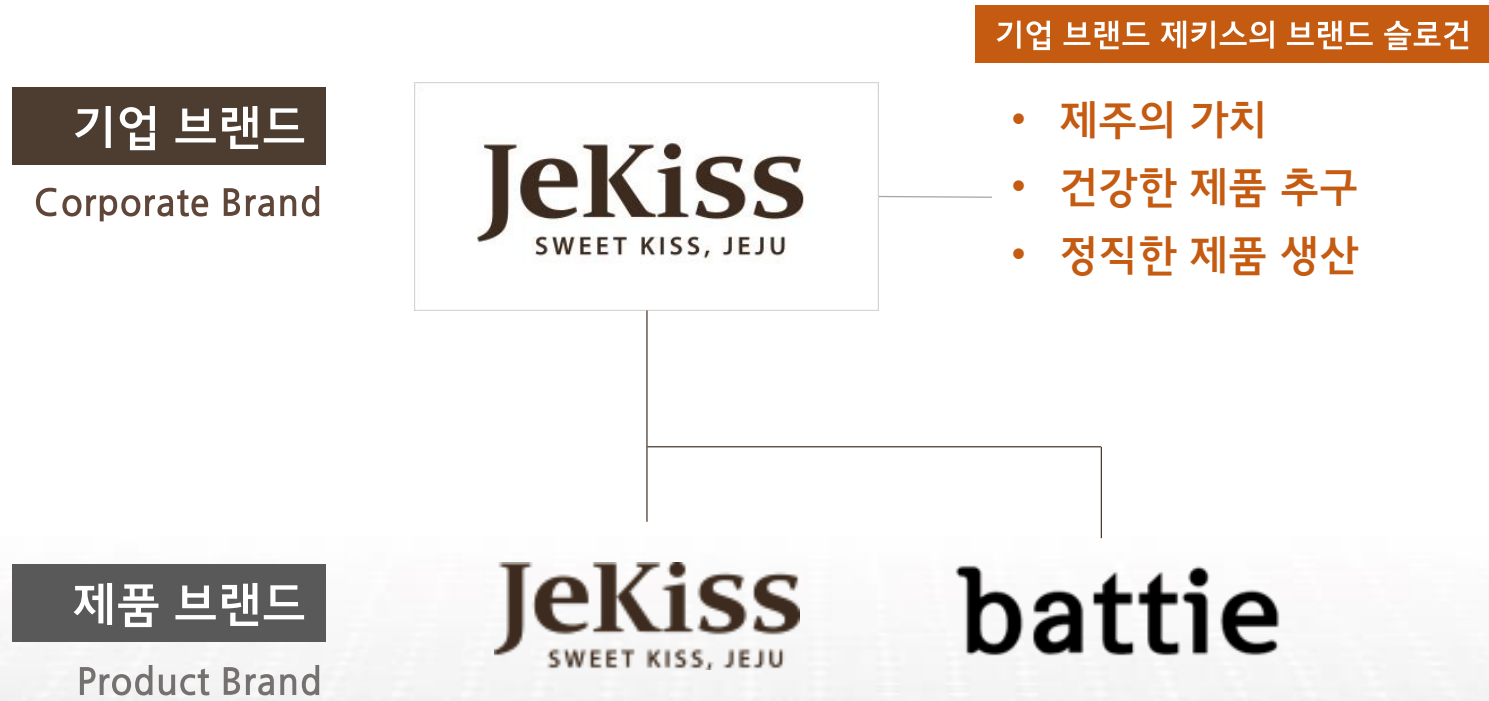 기업 브랜드 제키스의 브랜드 슬로건
기업 브랜드
Corporate Brand
JeKiss
SWEET KISS, JEJU
• 제주의 가치
• 건강한 제품 추구
• 정직한 제품 생산
제품 브랜드
Product Brand
JeKiss
SWEET KISS, JEJU
battie